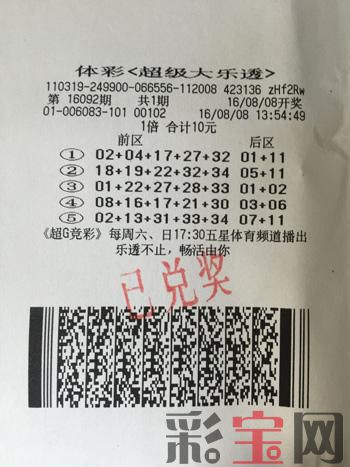 体彩<超级大乐透>
110319-249900-066556-112008 423136 zHf2Rw
第 16092期 共1期 16/08/08开奖
01-006083-101 00102 16/08/08 13:54:49
1倍 合计10元
前区 后区
① 02+04+17+27+32 01+11
② 18+19+22+32+34 05+11
③ 01+22+27+28+33 01+02
④ 08+16+17+21+30 03+06
⑤ 02+13+31+33+34 07+11
《超G竞彩》每周六、日17:30五星体育频道播出
乐透不止，畅活由你
已兑奖
彩宝网